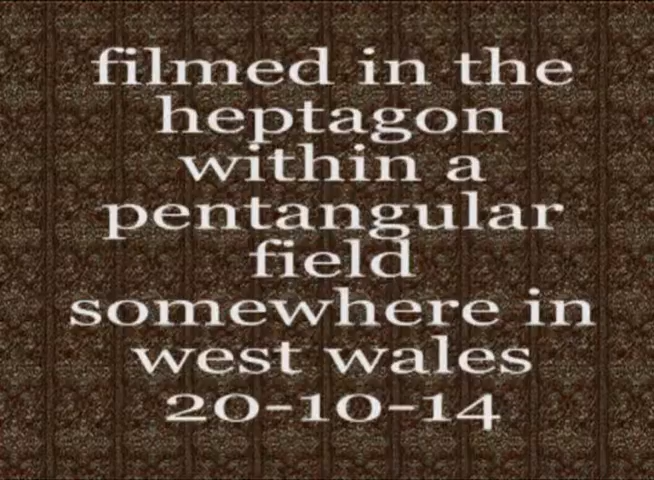 filmed in the
heptagon
within a
pentangular
field
somewhere in
west wales
20-10-14